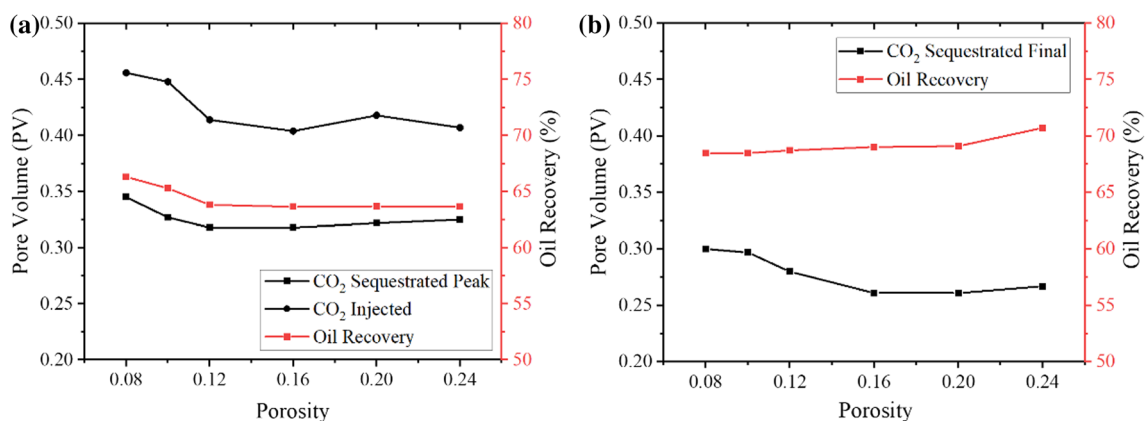 (a)
0.50
0.45
0.40
0.35
0.30
0.25
0.20
Pore Volume (PV)
80
75
70
65
60
55
50
Oil Recovery (%)
CO₂ Sequestrated Peak
CO₂ Injected
Oil Recovery
0.08
0.12
0.16
0.20
0.24
Porosity
(b)
0.50
0.45
0.40
0.35
0.30
0.25
0.20
Pore Volume (PV)
80
75
70
65
60
55
50
Oil Recovery (%)
CO₂ Sequestrated Final
Oil Recovery
0.08
0.12
0.16
0.20
0.24
Porosity